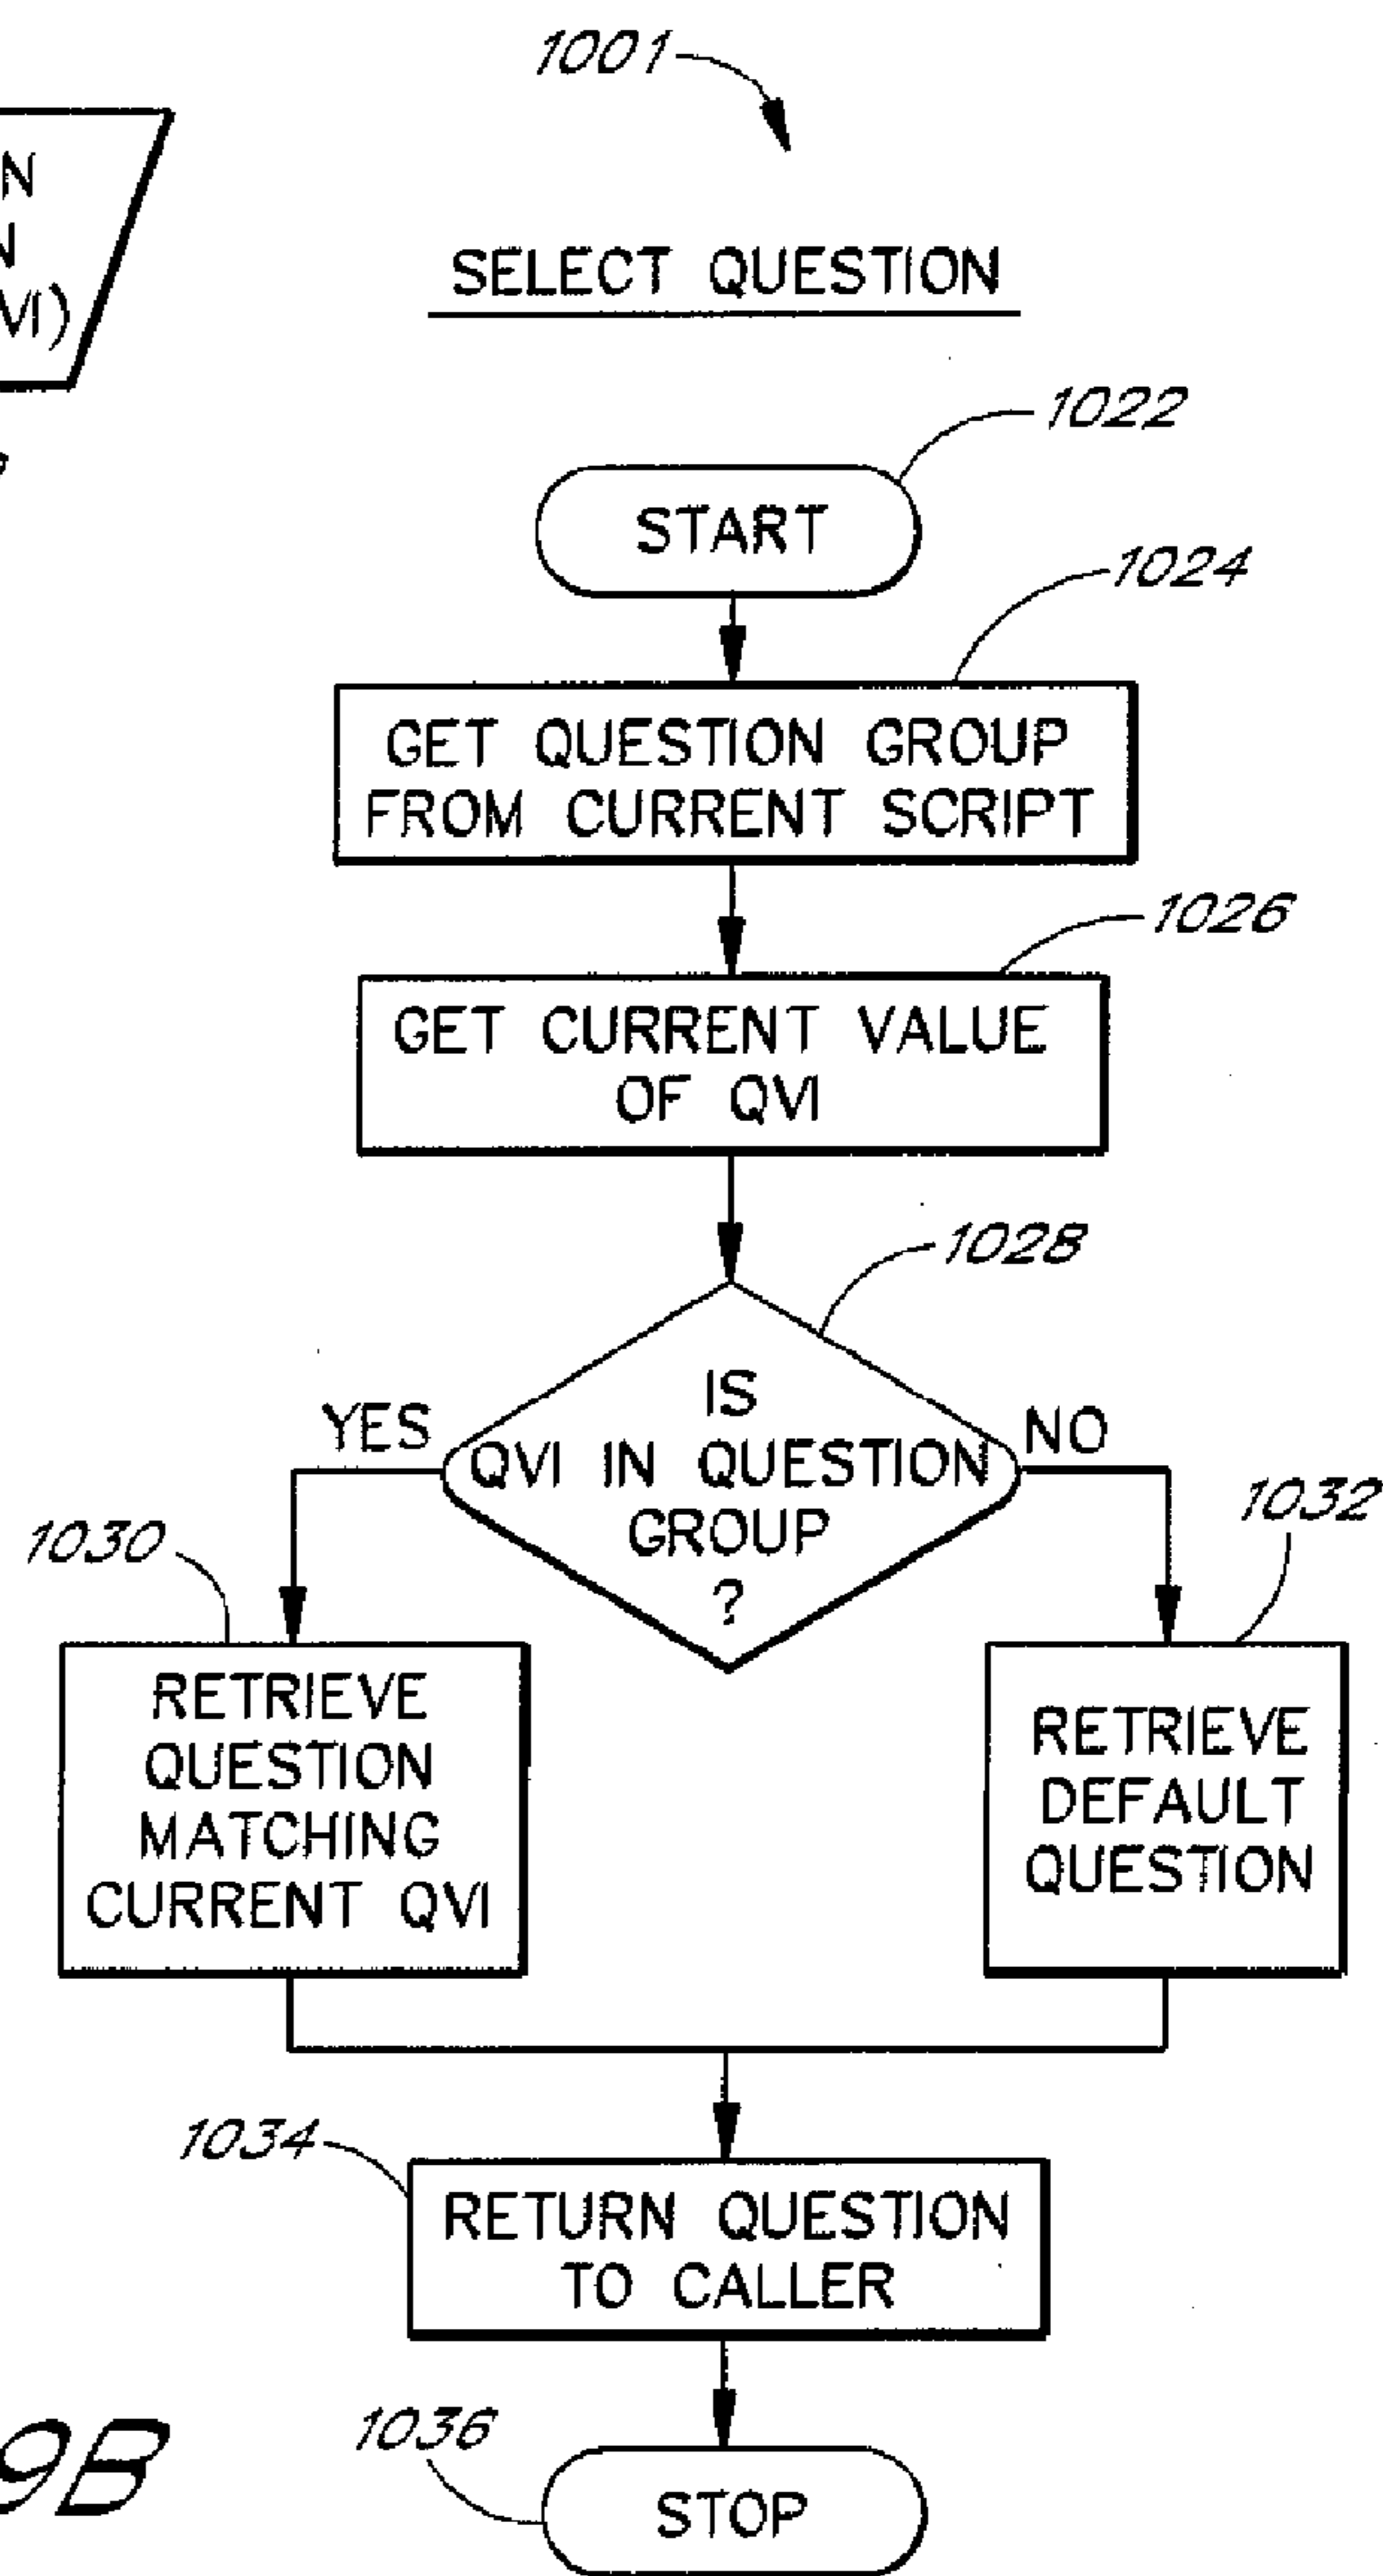 1001
N
N
VI)
SELECT QUESTION
1022
START
1024
GET QUESTION GROUP
FROM CURRENT SCRIPT
1026
GET CURRENT VALUE
OF QVI
1028
IS
QVI IN QUESTION
GROUP
?
YES
NO
1030
1032
RETRIEVE
QUESTION
MATCHING
CURRENT QVI
RETRIEVE
DEFAULT
QUESTION
1034
RETURN QUESTION
TO CALLER
1036
STOP
9B